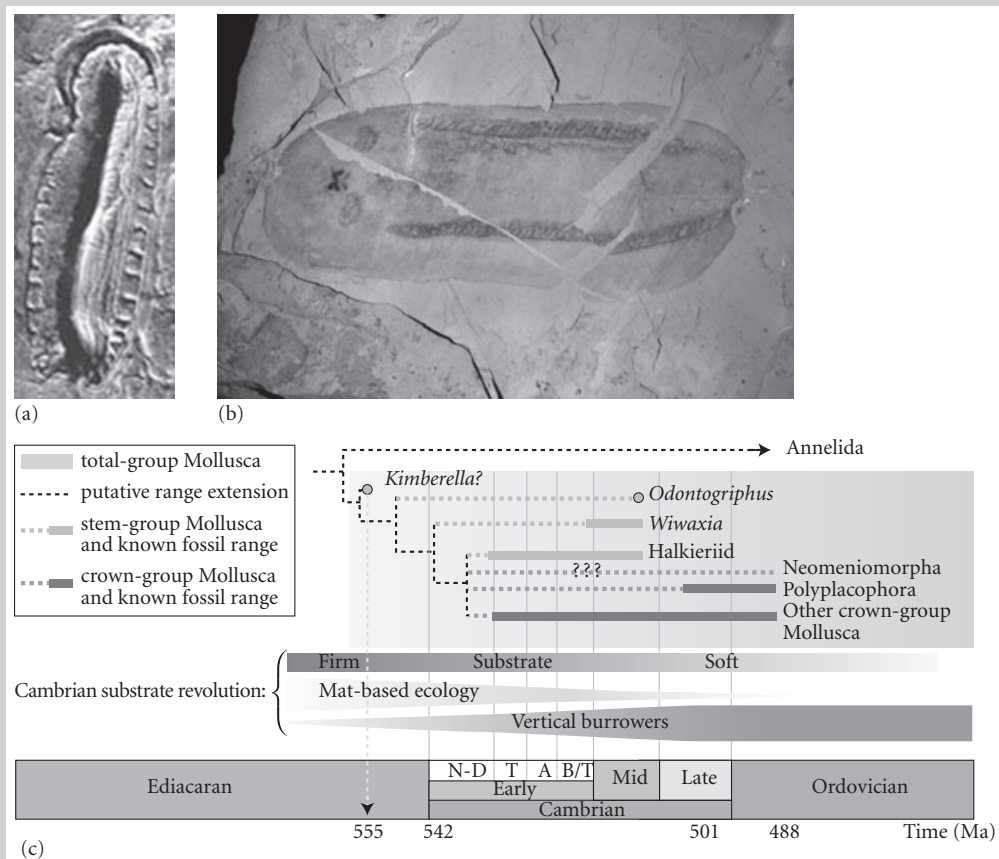 (a)
(b)
total-group Mollusca
putative range extension
stem-group Mollusca
and known fossil range
crown-group Mollusca
and known fossil range
Annelida
Kimberella?
Odontogriphus
Wiwaxia
Halkieriid
???
Neomeniomorpha
Polyplacophora
Other crown-group
Mollusca
Cambrian substrate revolution:
Firm Substrate Soft
Mat-based ecology
Vertical burrowers
Ediacaran
N-D T A B/T
Early
Mid
Late
Cambrian
Ordovician
555 542 501 488 Time (Ma)
(c)